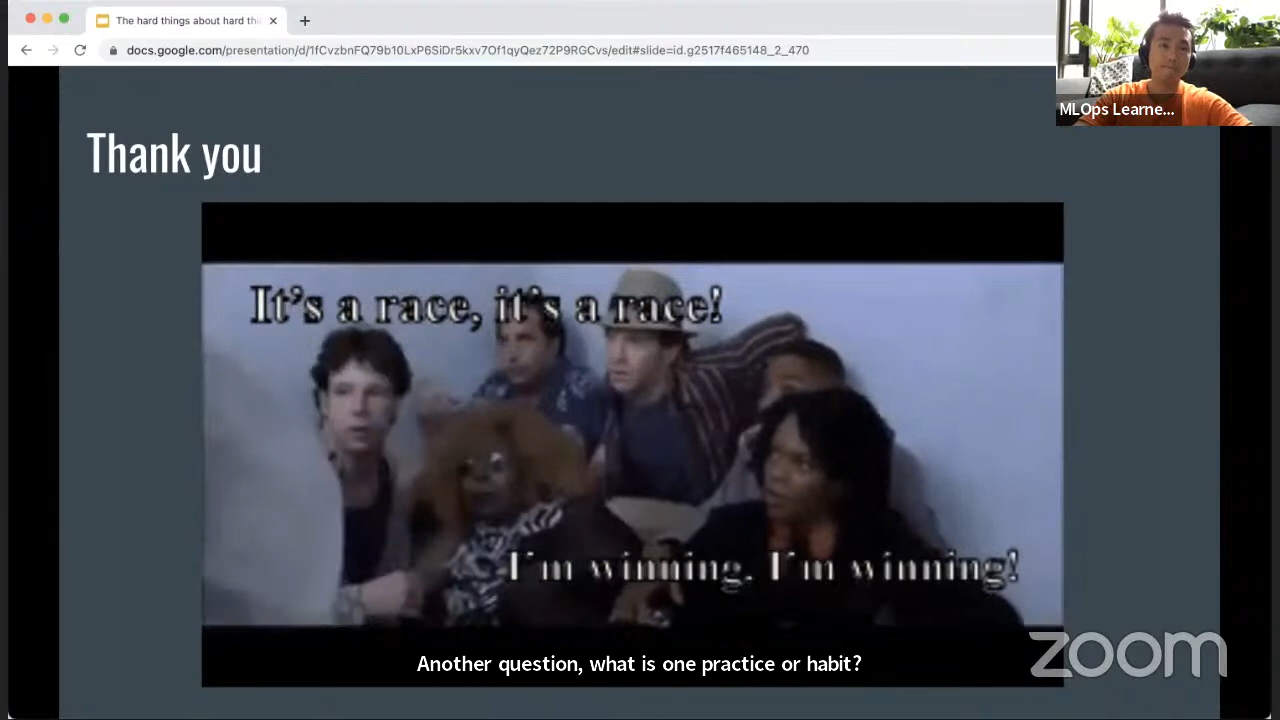 The hard things about hard thi
docs.google.com/presentation/d/1fCvzbnFQ79b10LxP6SiDr5kxv7Of1qyQez72P9RGCvs/edit#slide=id.g2517f465148_2_470
MLOps Learne...
Thank you
It's a race, it's a race!
I'm winning, I'm winning!
Another question, what is one practice or habit?
zoom